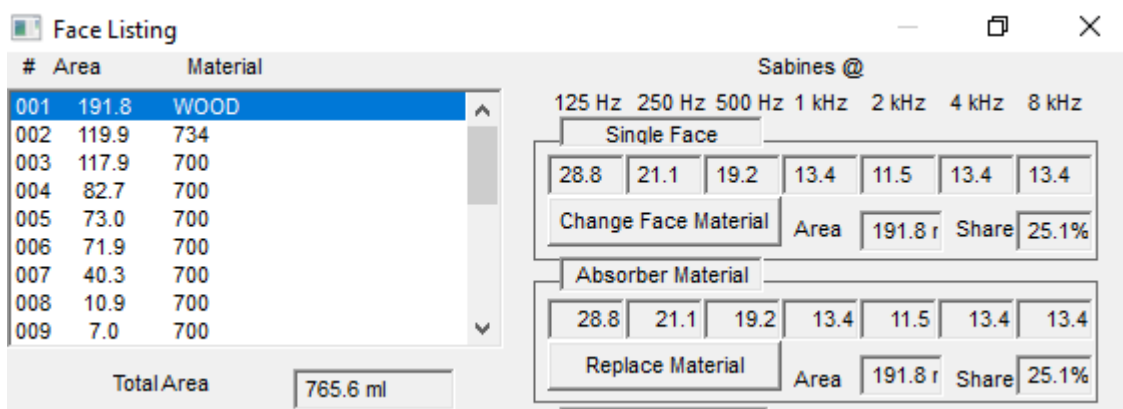 Face Listing
# Area Material
001 191.8 WOOD
002 119.9 734
003 117.9 700
004 82.7 700
005 73.0 700
006 71.9 700
007 40.3 700
008 10.9 700
009 7.0 700
Total Area 765.6 ml
Sabines @
125 Hz 250 Hz 500 Hz 1 kHz 2 kHz 4 kHz 8 kHz
Single Face
28.8 21.1 19.2 13.4 11.5 13.4 13.4
Change Face Material Area 191.8 r Share 25.1%
Absorber Material
28.8 21.1 19.2 13.4 11.5 13.4 13.4
Replace Material Area 191.8 r Share 25.1%